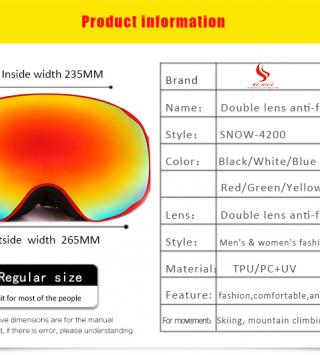 Product information
Inside width 235MM
tside width 265MM
Regular size
it for most of the people
ve dimensions are for the manual
t, if there is error, please understanding
Brand
Name: Double lens anti-f
Style: SNOW-4200
Color: Black/White/Blue
Red/Green/Yellow
Lens: Double lens anti-f
Style: Men's & women's fashi
Material: TPU/PC+UV
Feature: fashion,comfortable,an
For movement: Skiing, mountain climbing